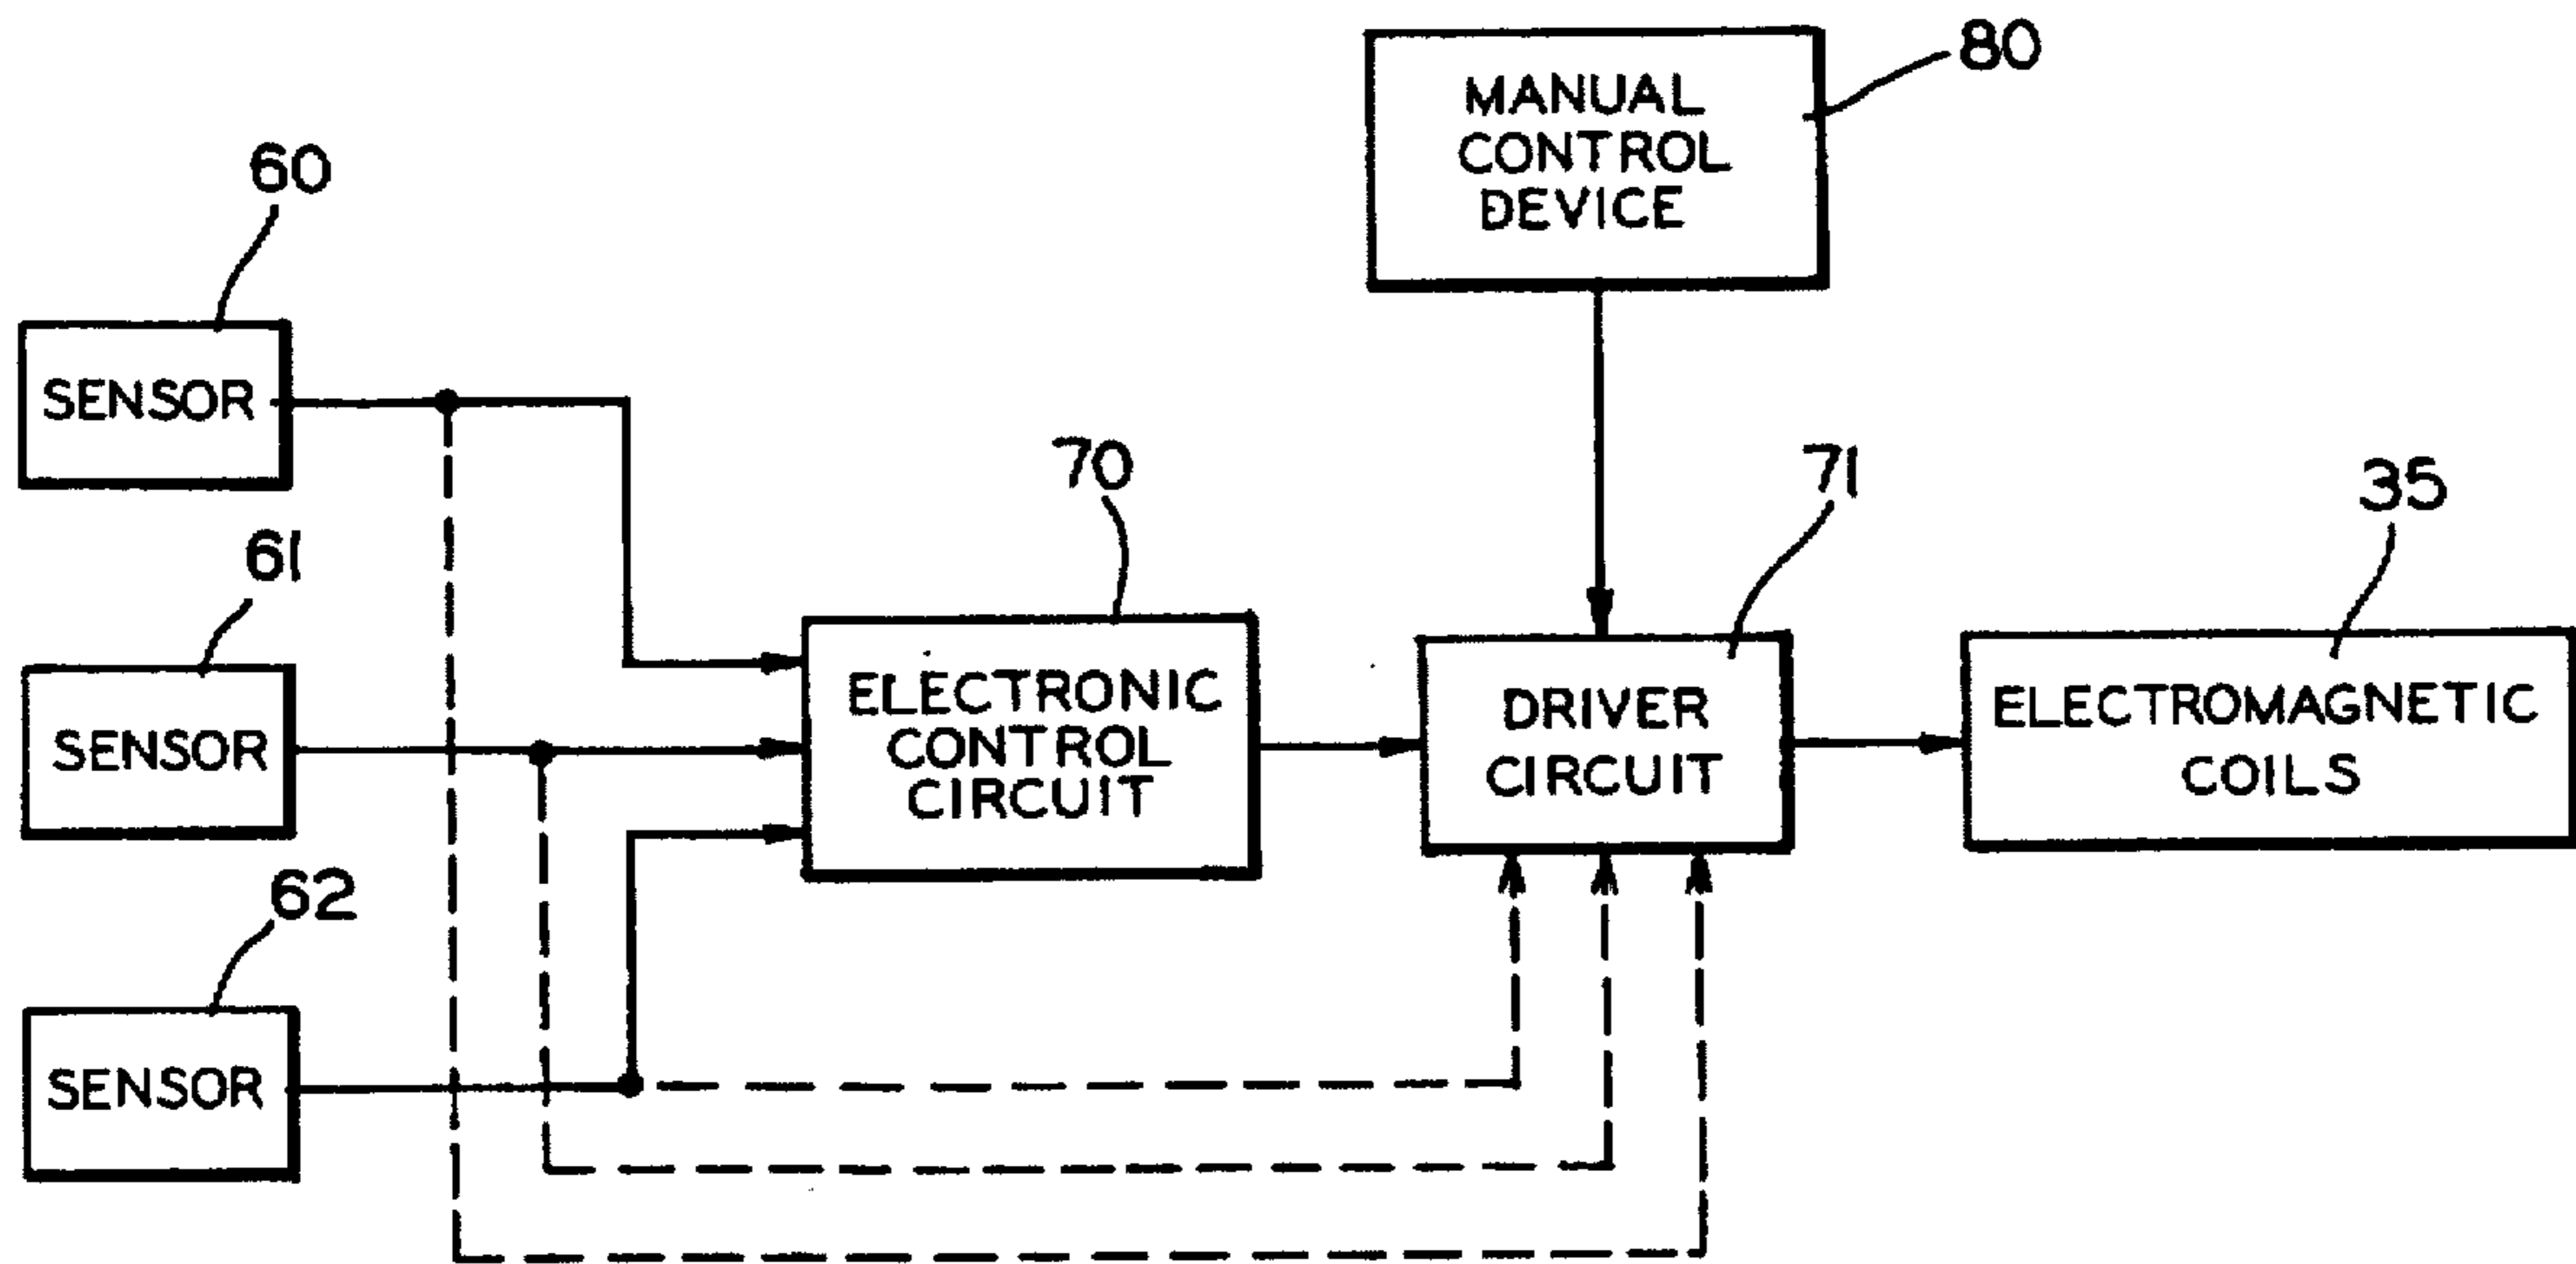 80
MANUAL
CONTROL
DEVICE
60
SENSOR
70
71
35
61
ELECTRONIC
CONTROL
CIRCUIT
DRIVER
CIRCUIT
ELECTROMAGNETIC
COILS
SENSOR
62
SENSOR